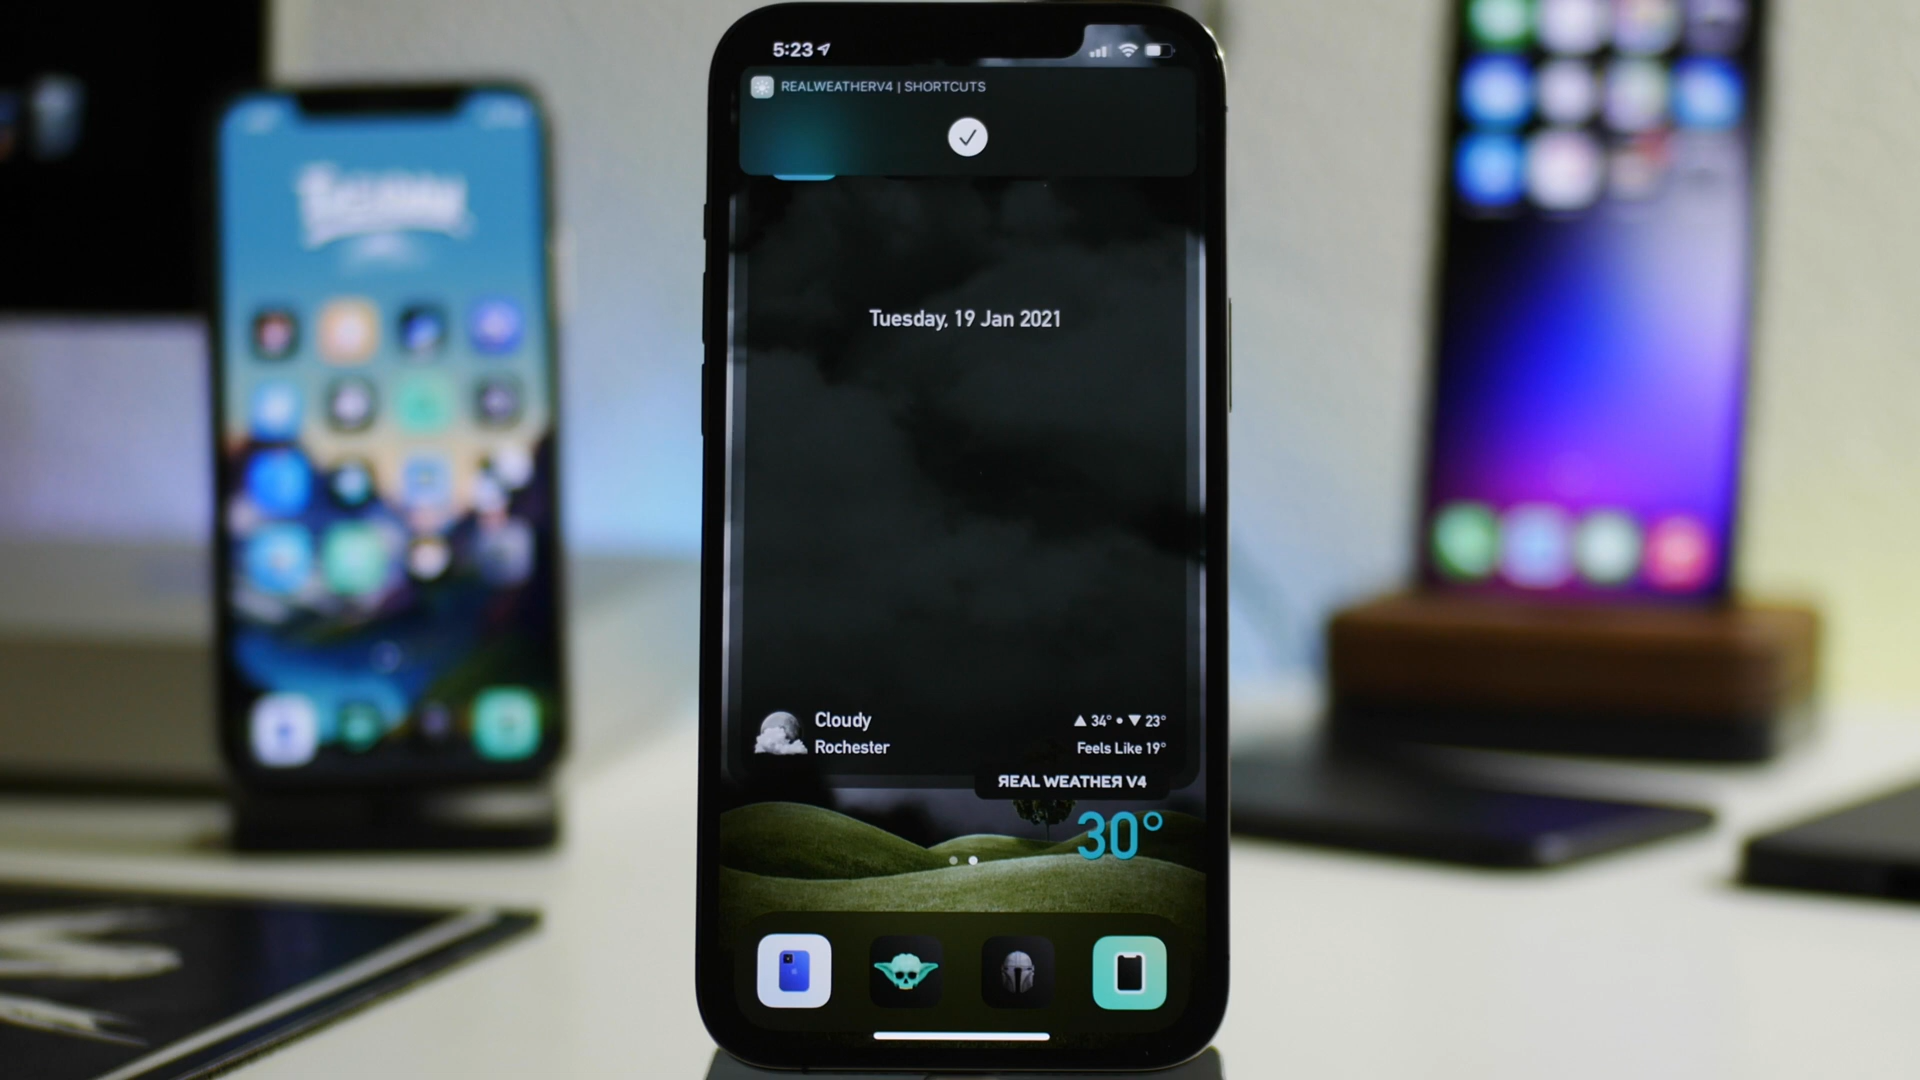 5:23
REALWEATHERV4 | SHORTCUTS
Tuesday, 19 Jan 2021
Cloudy
▲ 34° • ▼ 23°
Rochester
Feels Like 19°
ЯEAL WEATHEЯ V4
30°